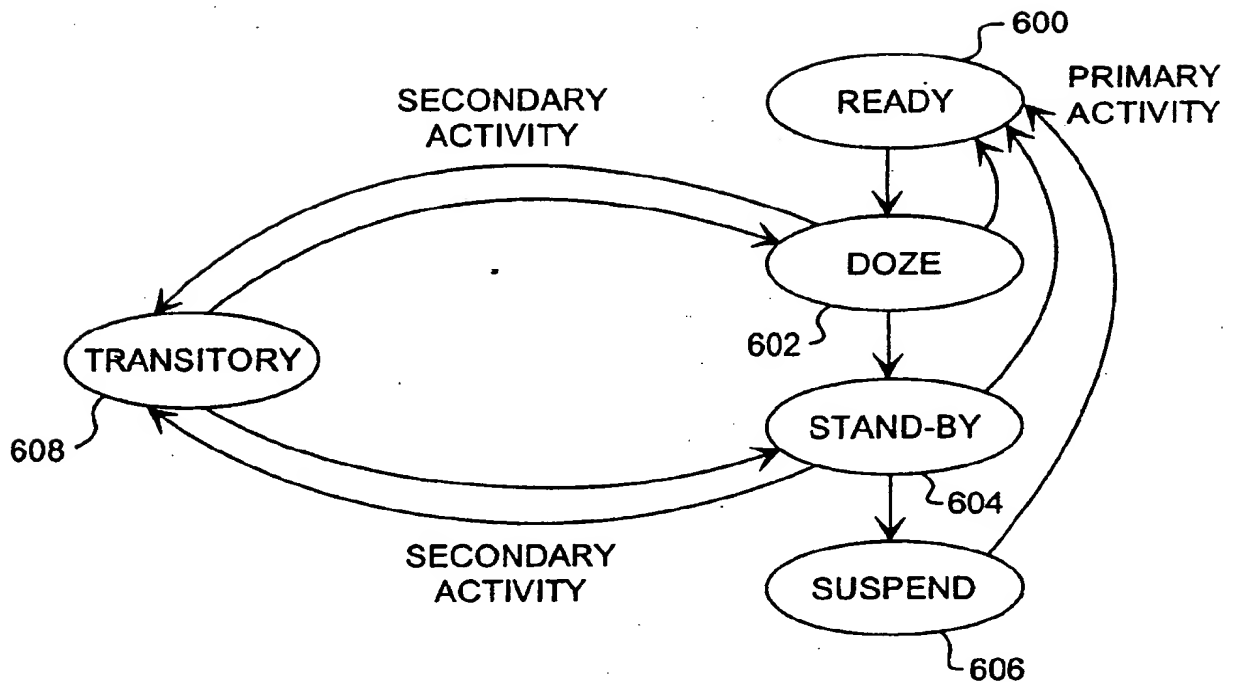 600
READY
PRIMARY
ACTIVITY
SECONDARY
ACTIVITY
DOZE
602
TRANSITORY
608
STAND-BY
604
SECONDARY
ACTIVITY
SUSPEND
606